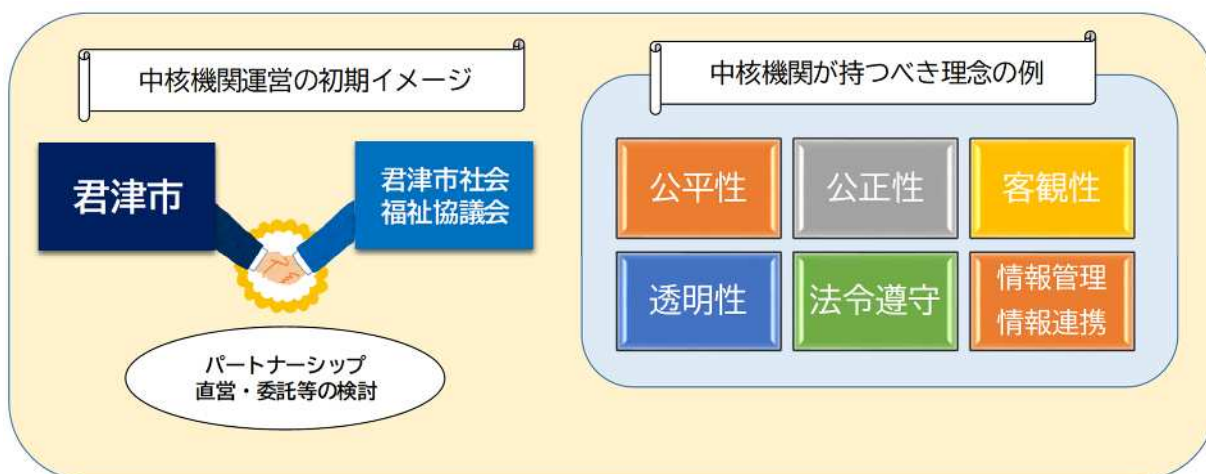 中核機関運営の初期イメージ
君津市
君津市社会
福祉協議会
パートナーシップ
直営・委託等の検討
中核機関が持つべき理念の例
公平性
公正性
客観性
透明性
法令遵守
情報管理
情報連携